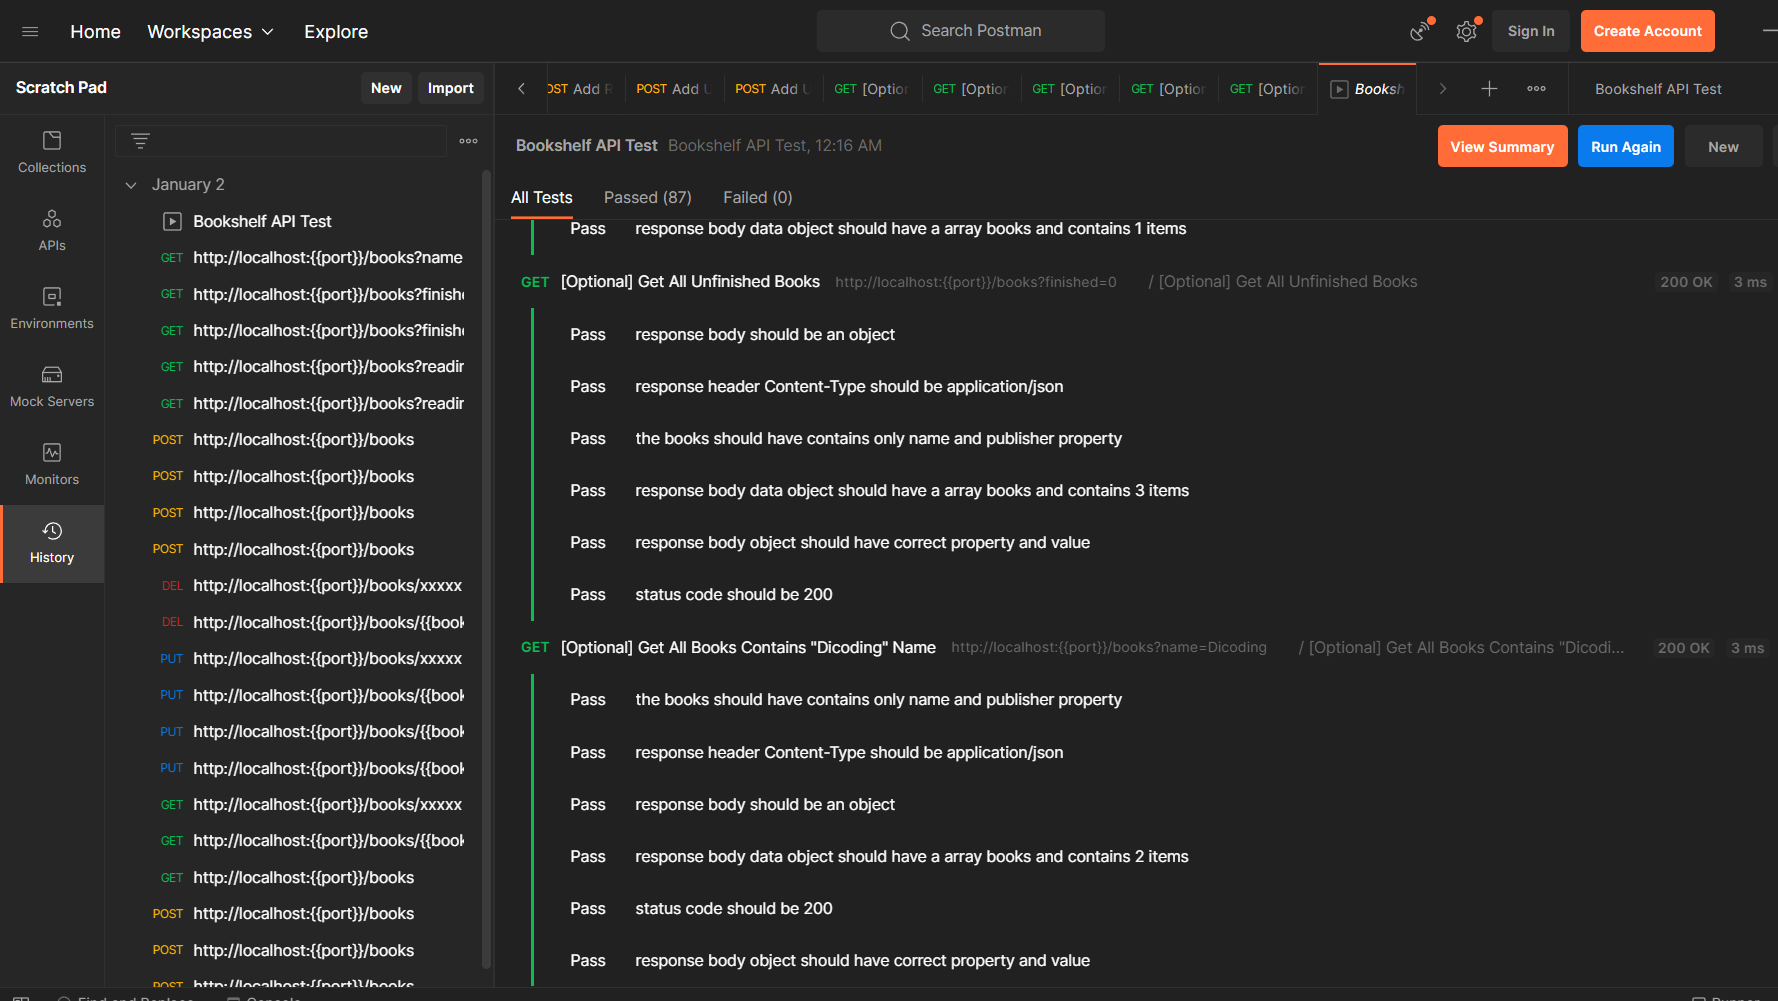 Home Workspaces Explore
Search Postman
Sign In Create Account
Scratch Pad New Import
Collections
APIs
Environments
Mock Servers
Monitors
History
January 2
Bookshelf API Test
GET http://localhost:{{port}}/books?name
GET http://localhost:{{port}}/books?finish
GET http://localhost:{{port}}/books?finish
GET http://localhost:{{port}}/books?readin
GET http://localhost:{{port}}/books?readin
POST http://localhost:{{port}}/books
POST http://localhost:{{port}}/books
POST http://localhost:{{port}}/books
POST http://localhost:{{port}}/books
DEL http://localhost:{{port}}/books/xxxxx
DEL http://localhost:{{port}}/books/{{book
PUT http://localhost:{{port}}/books/xxxxx
PUT http://localhost:{{port}}/books/{{book
PUT http://localhost:{{port}}/books/{{book
PUT http://localhost:{{port}}/books/{{book
GET http://localhost:{{port}}/books/xxxxx
GET http://localhost:{{port}}/books/{{book
GET http://localhost:{{port}}/books
POST http://localhost:{{port}}/books
POST http://localhost:{{port}}/books
POST http://localhost:{{port}}/books
OST Add POST Add POST Add GET [Option GET [Option GET [Option GET [Option GET [Option Booksh
Bookshelf API Test
Bookshelf API Test Bookshelf API Test, 12:16 AM
View Summary Run Again New
All Tests Passed (87) Failed (0)
Pass response body data object should have a array books and contains 1 items
GET [Optional] Get All Unfinished Books http://localhost:{{port}}/books?finished=0 / [Optional] Get All Unfinished Books 200 OK 3 ms
Pass response body should be an object
Pass response header Content-Type should be application/json
Pass the books should have contains only name and publisher property
Pass response body data object should have a array books and contains 3 items
Pass response body object should have correct property and value
Pass status code should be 200
GET [Optional] Get All Books Contains "Dicoding" Name http://localhost:{{port}}/books?name=Dicoding / [Optional] Get All Books Contains "Dicodi... 200 OK 3 ms
Pass the books should have contains only name and publisher property
Pass response header Content-Type should be application/json
Pass response body should be an object
Pass response body data object should have a array books and contains 2 items
Pass status code should be 200
Pass response body object should have correct property and value
Find and Replace Console
Runner